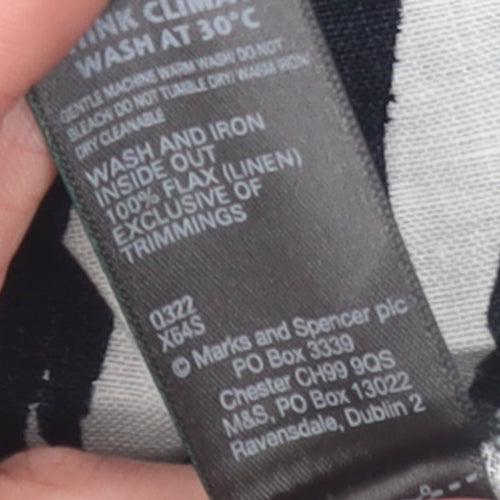 THINK CLIMATE
WASH AT 30°C
GENTLE MACHINE WARM WASH/ DO NOT
BLEACH/ DO NOT TUMBLE DRY/ WARM IRON/
DRY CLEANABLE
WASH AND IRON
INSIDE OUT
100% FLAX (LINEN)
EXCLUSIVE OF
TRIMMINGS
0322
X64S
© Marks and Spencer plc
PO Box 3339
Chester CH99 9QS
M&S, PO Box 13022
Ravensdale, Dublin 2